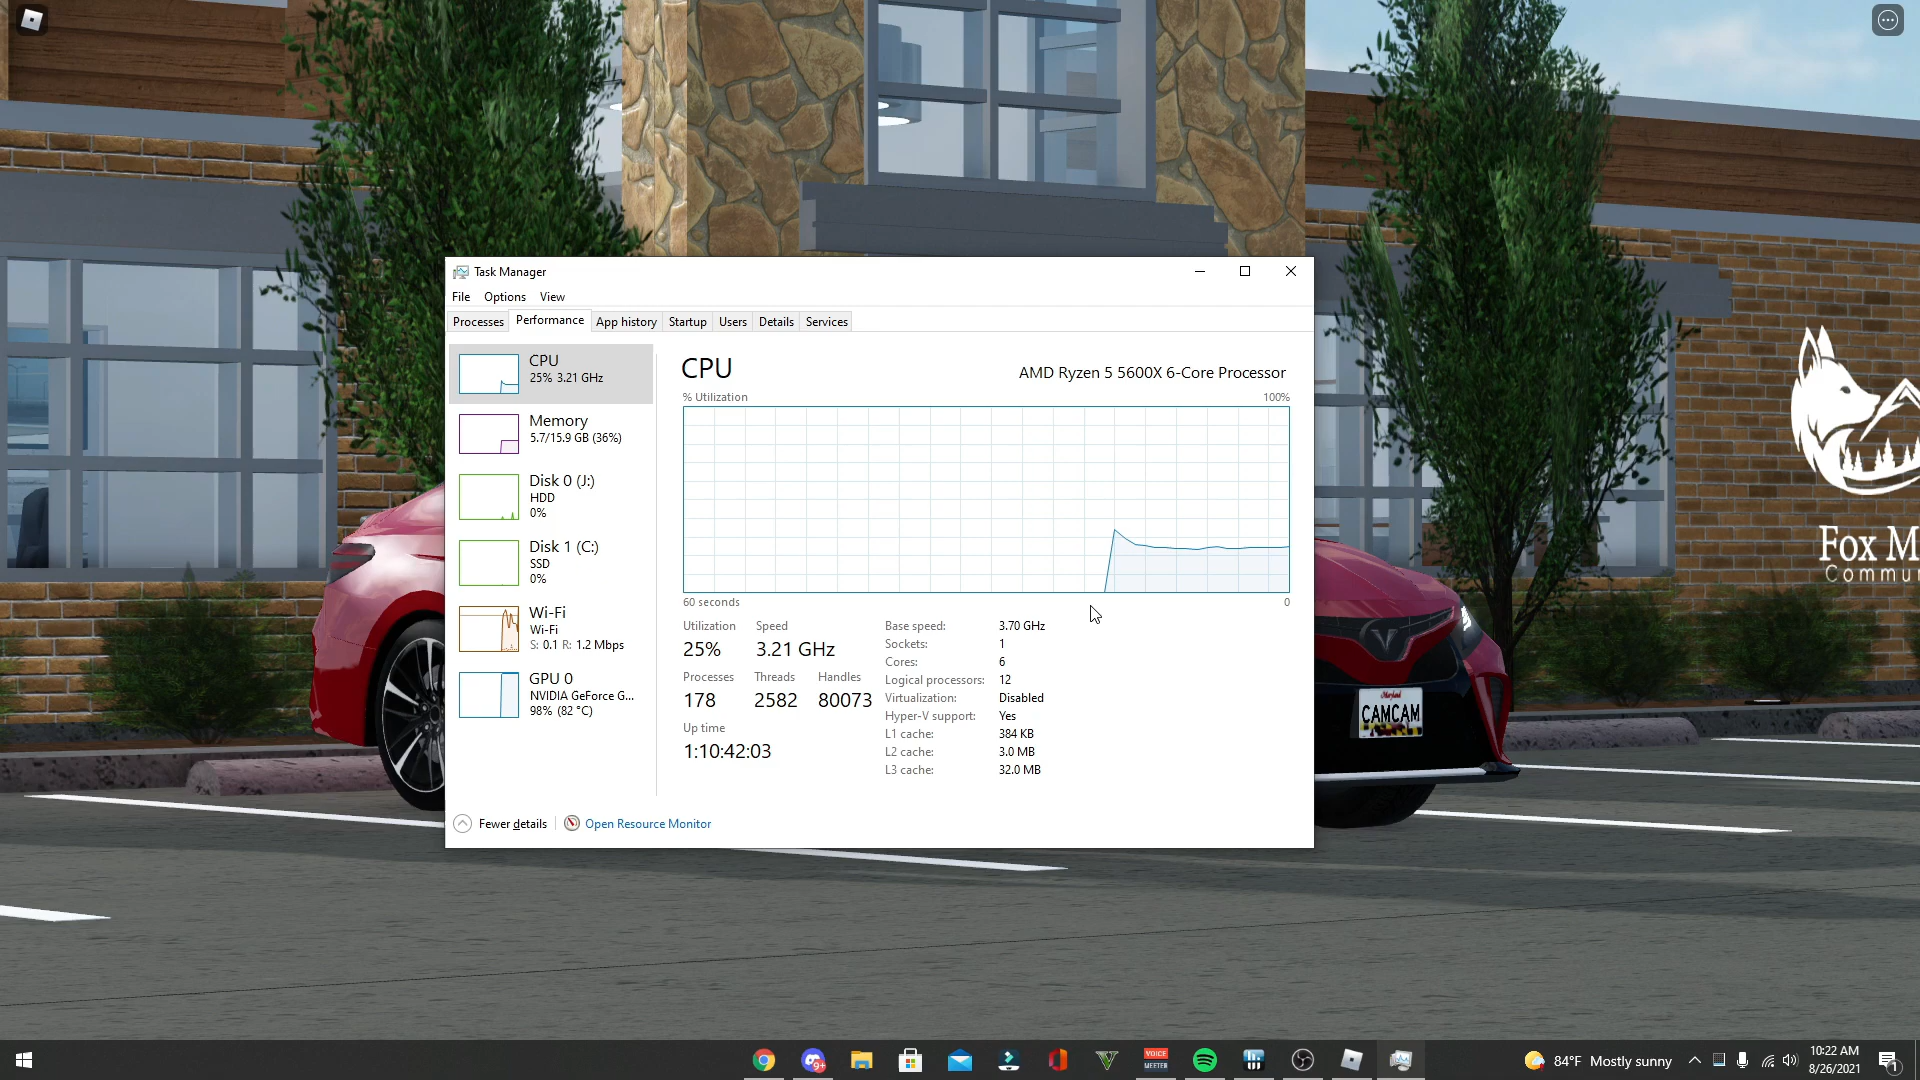 Task Manager
File Options View
Processes Performance App history Startup Users Details Services
CPU
25% 3.21 GHz
Memory
5.7/15.9 GB (36%)
Disk 0 (J:)
HDD
0%
Disk 1 (C:)
SSD
0%
Wi-Fi
Wi-Fi
S: 0.1 R: 1.2 Mbps
GPU 0
NVIDIA GeForce G...
98% (82 °C)
CPU AMD Ryzen 5 5600X 6-Core Processor
% Utilization 100%
60 seconds 0
Utilization Speed
25% 3.21 GHz
Processes Threads Handles
178 2582 80073
Up time
1:10:42:03
Base speed: 3.70 GHz
Sockets: 1
Cores: 6
Logical processors: 12
Virtualization: Disabled
Hyper-V support: Yes
L1 cache: 384 KB
L2 cache: 3.0 MB
L3 cache: 32.0 MB
Fewer details Open Resource Monitor
Fox M
Commun
Maryland
CAMCAM
9+
VOICE
MEETER
84°F Mostly sunny
10:22 AM
8/26/2021
1